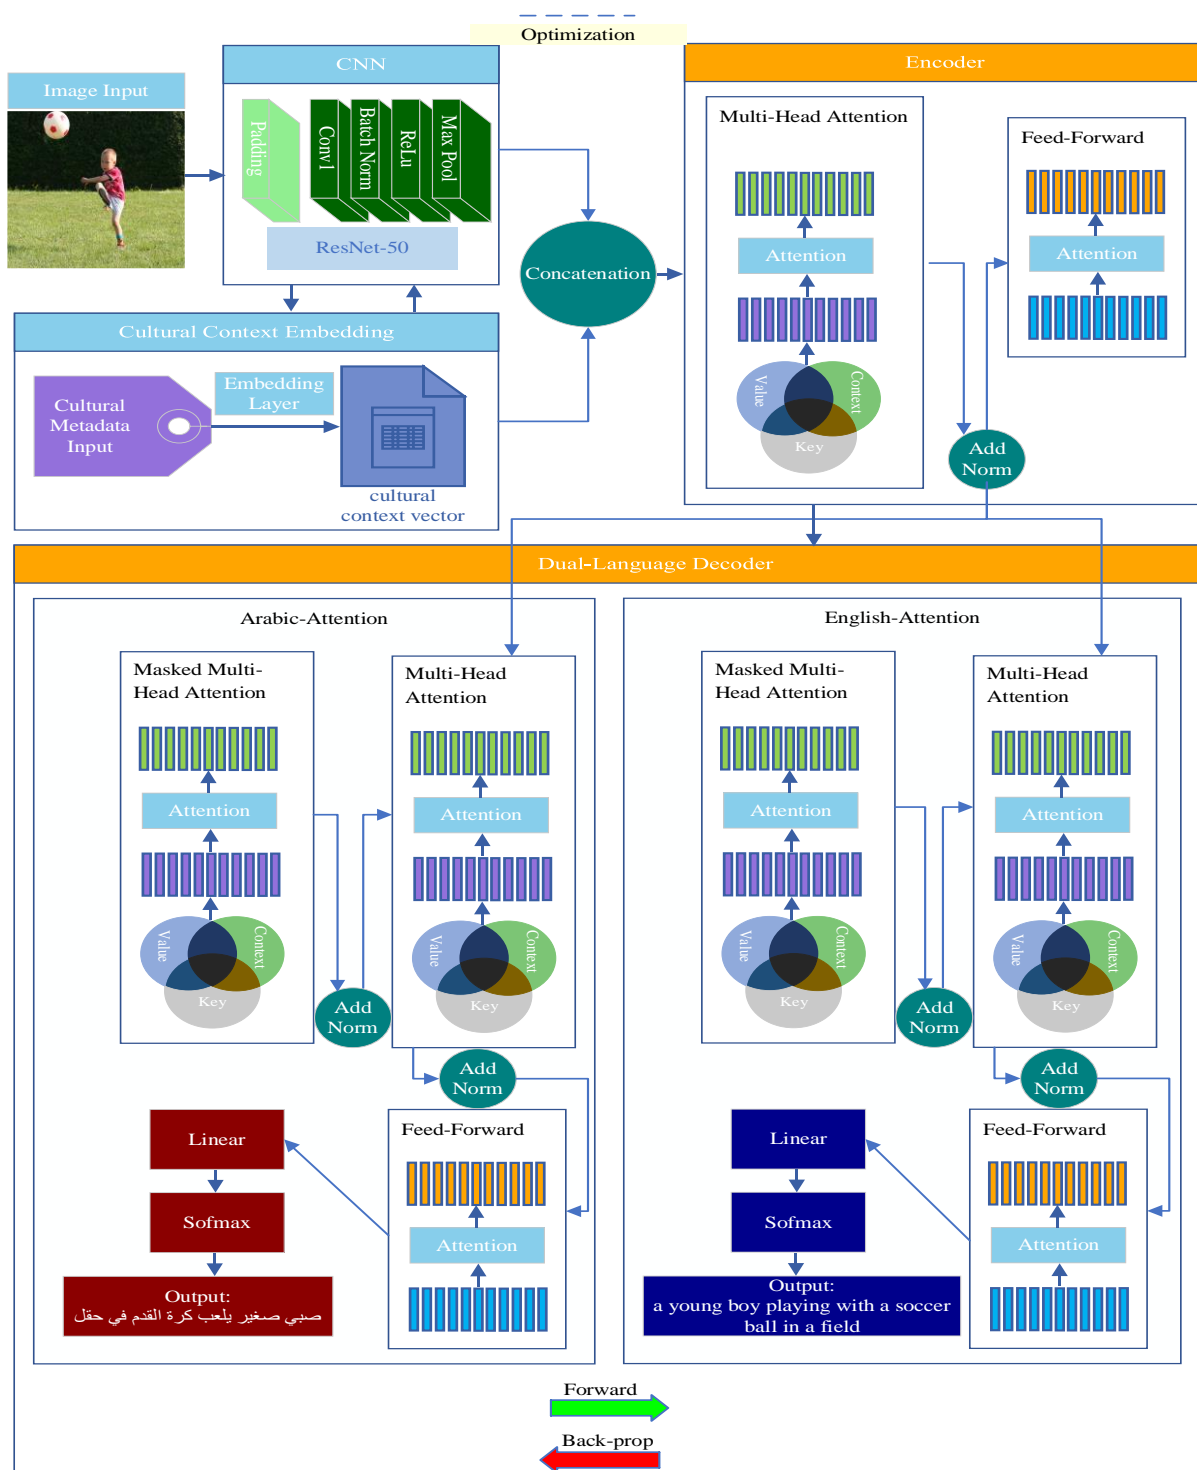 Optimization
CNN
Encoder
Image Input
Padding
Conv1
Batch Norm
ReLu
Max Pool
ResNet-50
Concatenation
Multi-Head Attention
Attention
Value
Context
Key
Feed-Forward
Attention
Add
Norm
Cultural Context Embedding
Cultural
Metadata
Input
Embedding
Layer
cultural
context vector
Dual-Language Decoder
Arabic-Attention
Masked Multi-
Head Attention
Attention
Value
Context
Key
Add
Norm
Multi-Head
Attention
Attention
Value
Context
Key
Add
Norm
Feed-Forward
Attention
Linear
Sofmax
Output:
صبي صغير يلعب كرة القدم في حقل
English-Attention
Masked Multi-
Head Attention
Attention
Value
Context
Key
Add
Norm
Multi-Head
Attention
Attention
Value
Context
Key
Add
Norm
Feed-Forward
Attention
Linear
Sofmax
Output:
a young boy playing with a soccer
ball in a field
Forward
Back-prop